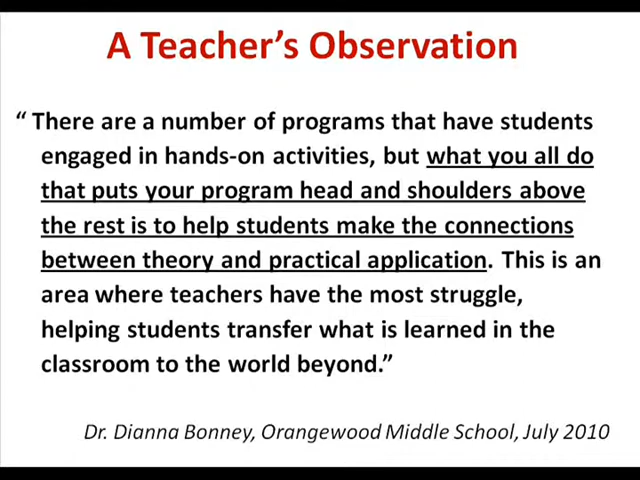 A Teacher's Observation
“ There are a number of programs that have students
engaged in hands-on activities, but what you all do
that puts your program head and shoulders above
the rest is to help students make the connections
between theory and practical application. This is an
area where teachers have the most struggle,
helping students transfer what is learned in the
classroom to the world beyond.”
Dr. Dianna Bonney, Orangewood Middle School, July 2010